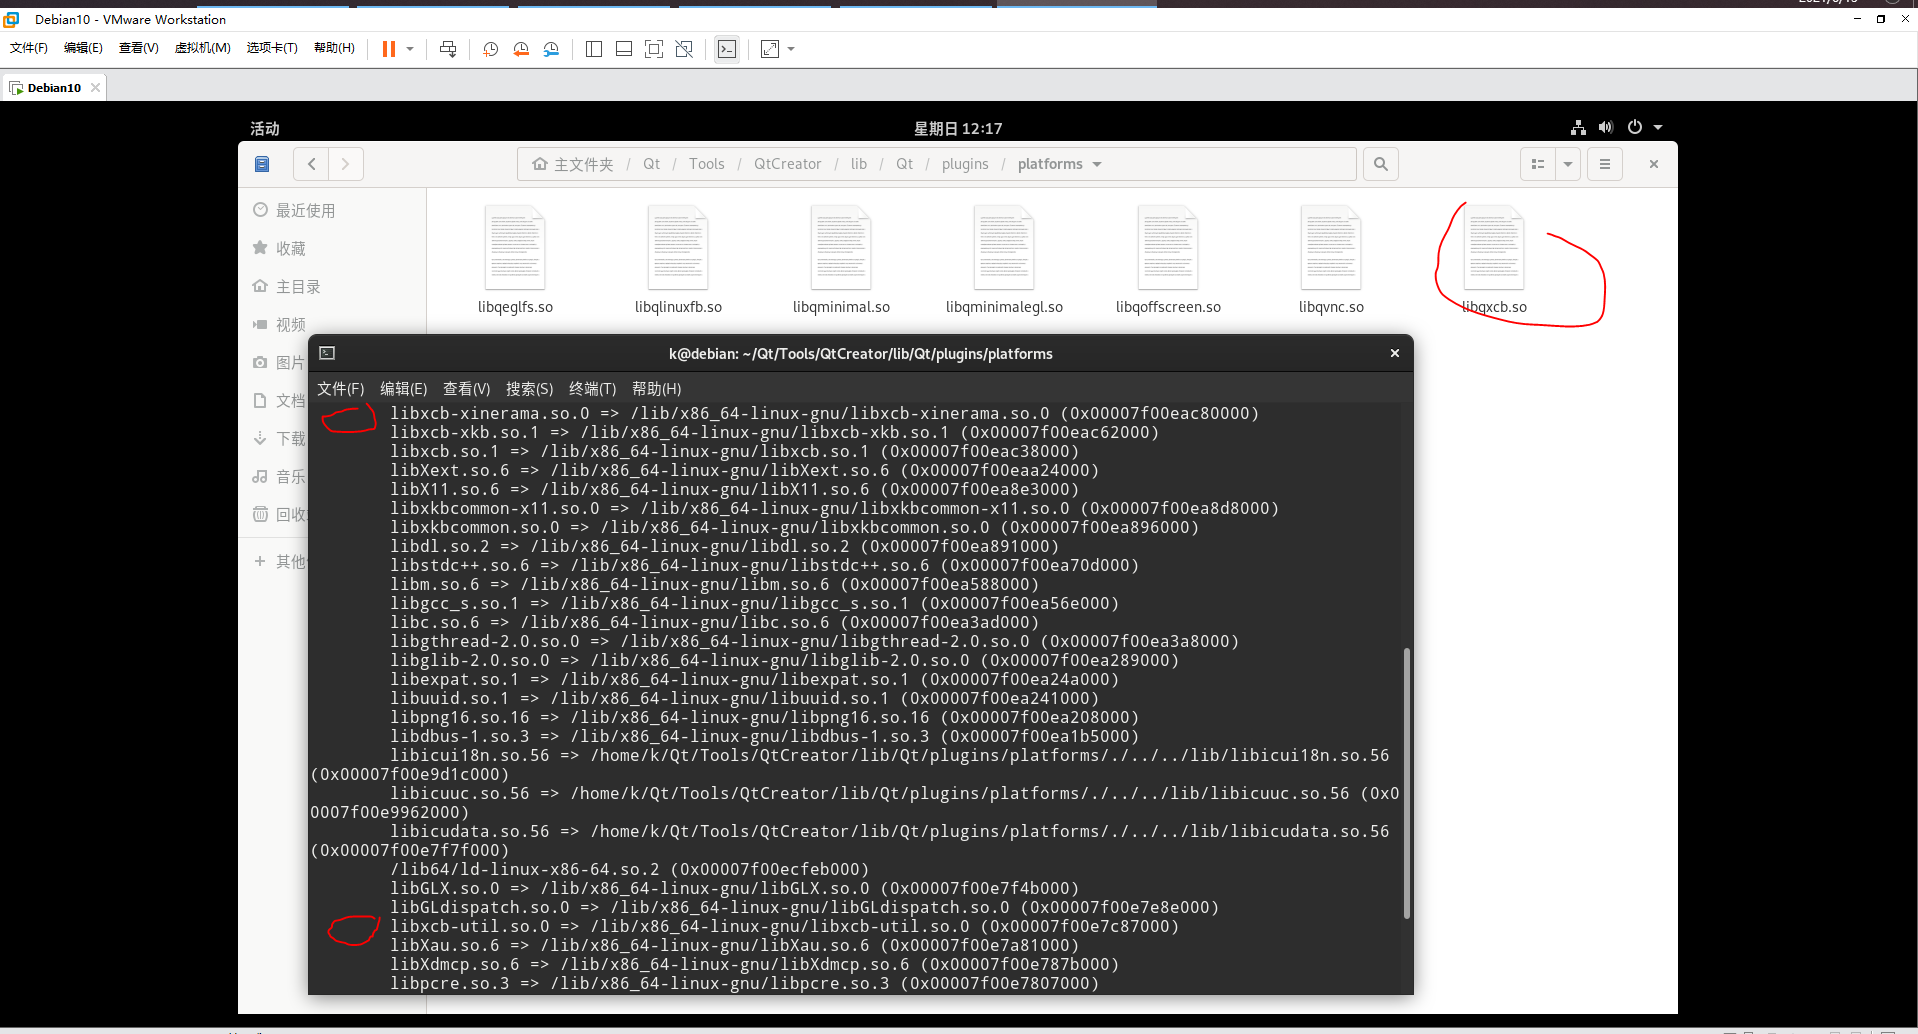 Debian10 - VMware Workstation
文件(F) 编辑(E) 查看(V) 虚拟机(M) 选项卡(T) 帮助(H)
Debian10
活动 星期日 12:17
主文件夹 / Qt / Tools / QtCreator / lib / Qt / plugins / platforms
最近使用
收藏
主目录
视频
图片
文档
下载
音乐
回收
其他
libqeglfs.so libqlinuxfb.so libqminimal.so libqminimalegl.so libqoffscreen.so libqvnc.so libqxcb.so
k@debian: ~/Qt/Tools/QtCreator/lib/Qt/plugins/platforms
文件(F) 编辑(E) 查看(V) 搜索(S) 终端(T) 帮助(H)
libxcb-xinerama.so.0 => /lib/x86_64-linux-gnu/libxcb-xinerama.so.0 (0x00007f00eac80000)
libxcb-xkb.so.1 => /lib/x86_64-linux-gnu/libxcb-xkb.so.1 (0x00007f00eac62000)
libxcb.so.1 => /lib/x86_64-linux-gnu/libxcb.so.1 (0x00007f00eac38000)
libXext.so.6 => /lib/x86_64-linux-gnu/libXext.so.6 (0x00007f00eaa24000)
libX11.so.6 => /lib/x86_64-linux-gnu/libX11.so.6 (0x00007f00ea8e3000)
libxkbcommon-x11.so.0 => /lib/x86_64-linux-gnu/libxkbcommon-x11.so.0 (0x00007f00ea8d8000)
libxkbcommon.so.0 => /lib/x86_64-linux-gnu/libxkbcommon.so.0 (0x00007f00ea896000)
libdl.so.2 => /lib/x86_64-linux-gnu/libdl.so.2 (0x00007f00ea891000)
libstdc++.so.6 => /lib/x86_64-linux-gnu/libstdc++.so.6 (0x00007f00ea70d000)
libm.so.6 => /lib/x86_64-linux-gnu/libm.so.6 (0x00007f00ea588000)
libgcc_s.so.1 => /lib/x86_64-linux-gnu/libgcc_s.so.1 (0x00007f00ea56e000)
libc.so.6 => /lib/x86_64-linux-gnu/libc.so.6 (0x00007f00ea3ad000)
libgthread-2.0.so.0 => /lib/x86_64-linux-gnu/libgthread-2.0.so.0 (0x00007f00ea3a8000)
libglib-2.0.so.0 => /lib/x86_64-linux-gnu/libglib-2.0.so.0 (0x00007f00ea289000)
libexpat.so.1 => /lib/x86_64-linux-gnu/libexpat.so.1 (0x00007f00ea24a000)
libuuid.so.1 => /lib/x86_64-linux-gnu/libuuid.so.1 (0x00007f00ea241000)
libpng16.so.16 => /lib/x86_64-linux-gnu/libpng16.so.16 (0x00007f00ea208000)
libdbus-1.so.3 => /lib/x86_64-linux-gnu/libdbus-1.so.3 (0x00007f00ea1b5000)
libicui18n.so.56 => /home/k/Qt/Tools/QtCreator/lib/Qt/plugins/platforms/./../../lib/libicui18n.so.56
(0x00007f00e9d1c000)
libicuuc.so.56 => /home/k/Qt/Tools/QtCreator/lib/Qt/plugins/platforms/./../../lib/libicuuc.so.56 (0x0
0007f00e9962000)
libicudata.so.56 => /home/k/Qt/Tools/QtCreator/lib/Qt/plugins/platforms/./../../lib/libicudata.so.56
(0x00007f00e7f7f000)
/lib64/ld-linux-x86-64.so.2 (0x00007f00ecfeb000)
libGLX.so.0 => /lib/x86_64-linux-gnu/libGLX.so.0 (0x00007f00e7f4b000)
libGLdispatch.so.0 => /lib/x86_64-linux-gnu/libGLdispatch.so.0 (0x00007f00e7e8e000)
libxcb-util.so.0 => /lib/x86_64-linux-gnu/libxcb-util.so.0 (0x00007f00e7c87000)
libXau.so.6 => /lib/x86_64-linux-gnu/libXau.so.6 (0x00007f00e7a81000)
libXdmcp.so.6 => /lib/x86_64-linux-gnu/libXdmcp.so.6 (0x00007f00e787b000)
libpcre.so.3 => /lib/x86_64-linux-gnu/libpcre.so.3 (0x00007f00e7807000)